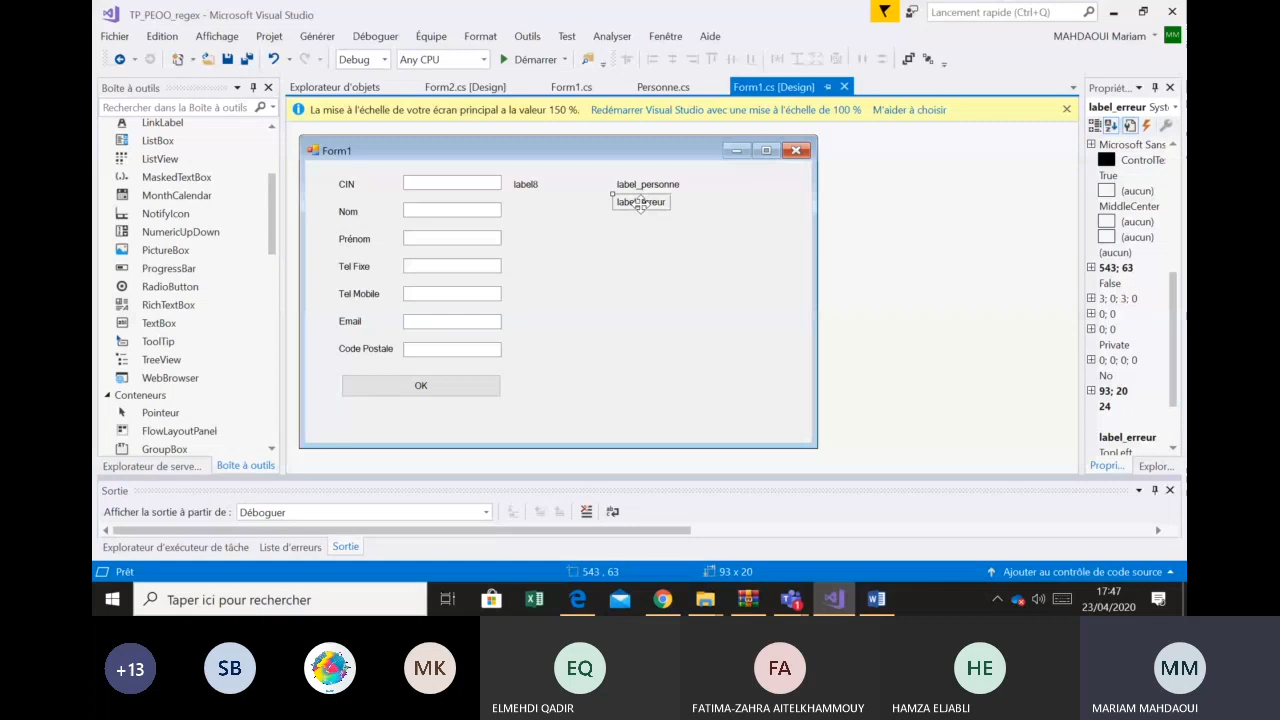 TP_PEOO_regex - Microsoft Visual Studio
Lancement rapide (Ctrl+Q)
Fichier Edition Affichage Projet Générer Déboguer Équipe Format Outils Test Analyser Fenêtre Aide
MAHDAOUI Mariam
MM
Debug Any CPU Démarrer
Boîte à outils
Explorateur d'objets Form2.cs [Design] Form1.cs Personne.cs Form1.cs [Design]
Propriét...
Rechercher dans la Boîte à outils
La mise à l'échelle de votre écran principal a la valeur 150 %. Redémarrer Visual Studio avec une mise à l'échelle de 100 % M'aider à choisir
label_erreur Syst
LinkLabel
ListBox
ListView
MaskedTextBox
MonthCalendar
NotifyIcon
NumericUpDown
PictureBox
ProgressBar
RadioButton
RichTextBox
TextBox
ToolTip
TreeView
WebBrowser
Conteneurs
Pointeur
FlowLayoutPanel
GroupBox
Explorateur de serve... Boîte à outils
Form1
CIN label8 label_personne
Nom
Prénom
Tel Fixe
Tel Mobile
Email
Code Postale
OK
Microsoft Sans
ControlTe
True
(aucun)
MiddleCenter
(aucun)
(aucun)
(aucun)
543; 63
False
3; 0; 3; 0
0; 0
0; 0
Private
0; 0; 0; 0
No
93; 20
24
label_erreur
TopLeft
Propri... Explor...
Sortie
Afficher la sortie à partir de : Déboguer
Explorateur d'exécuteur de tâche Liste d'erreurs Sortie
Prêt 543 , 63 93 x 20 Ajouter au contrôle de code source
Taper ici pour rechercher
17:47
23/04/2020
+13 SB MK EQ FA HE MM
ELMEHDI QADIR FATIMA-ZAHRA AITELKHAMMOUY HAMZA ELJABLI MARIAM MAHDAOUI